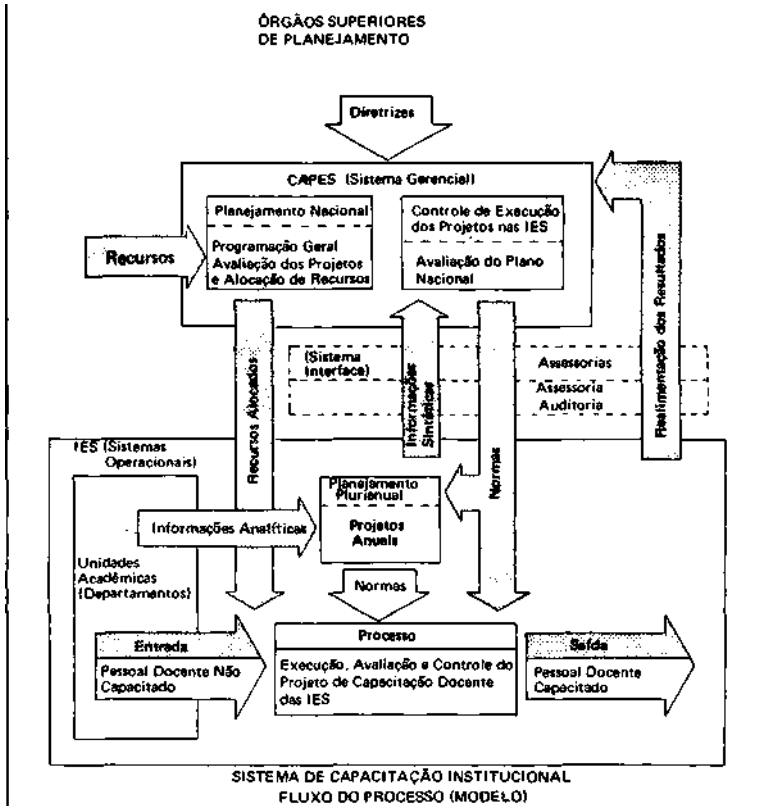 ÓRGÃOS SUPERIORES
DE PLANEJAMENTO
Diretrizes
CAPES (Sistema Gerencial)
Planejamento Nacional
Programação Geral
Avaliação dos Projetos
e Alocação de Recursos
Controle de Execução
dos Projetos nas IES
Avaliação do Plano
Nacional
Recursos
Realimentação dos Resultados
(Sistema
Interface)
Assessorias
Assessoria
Auditoria
Recursos Alocados
Informações
Sintéticas
Normas
IES (Sistemas
Operacionais)
Planejamento
Plurianual
Projetos
Anuais
Informações Analíticas
Unidades
Acadêmicas
(Departamentos)
Normas
Entrada
Pessoal Docente Não
Capacitado
Processo
Execução, Avaliação e Controle do
Projeto de Capacitação Docente
das IES
Saída
Pessoal Docente
Capacitado
SISTEMA DE CAPACITAÇÃO INSTITUCIONAL
FLUXO DO PROCESSO (MODELO)